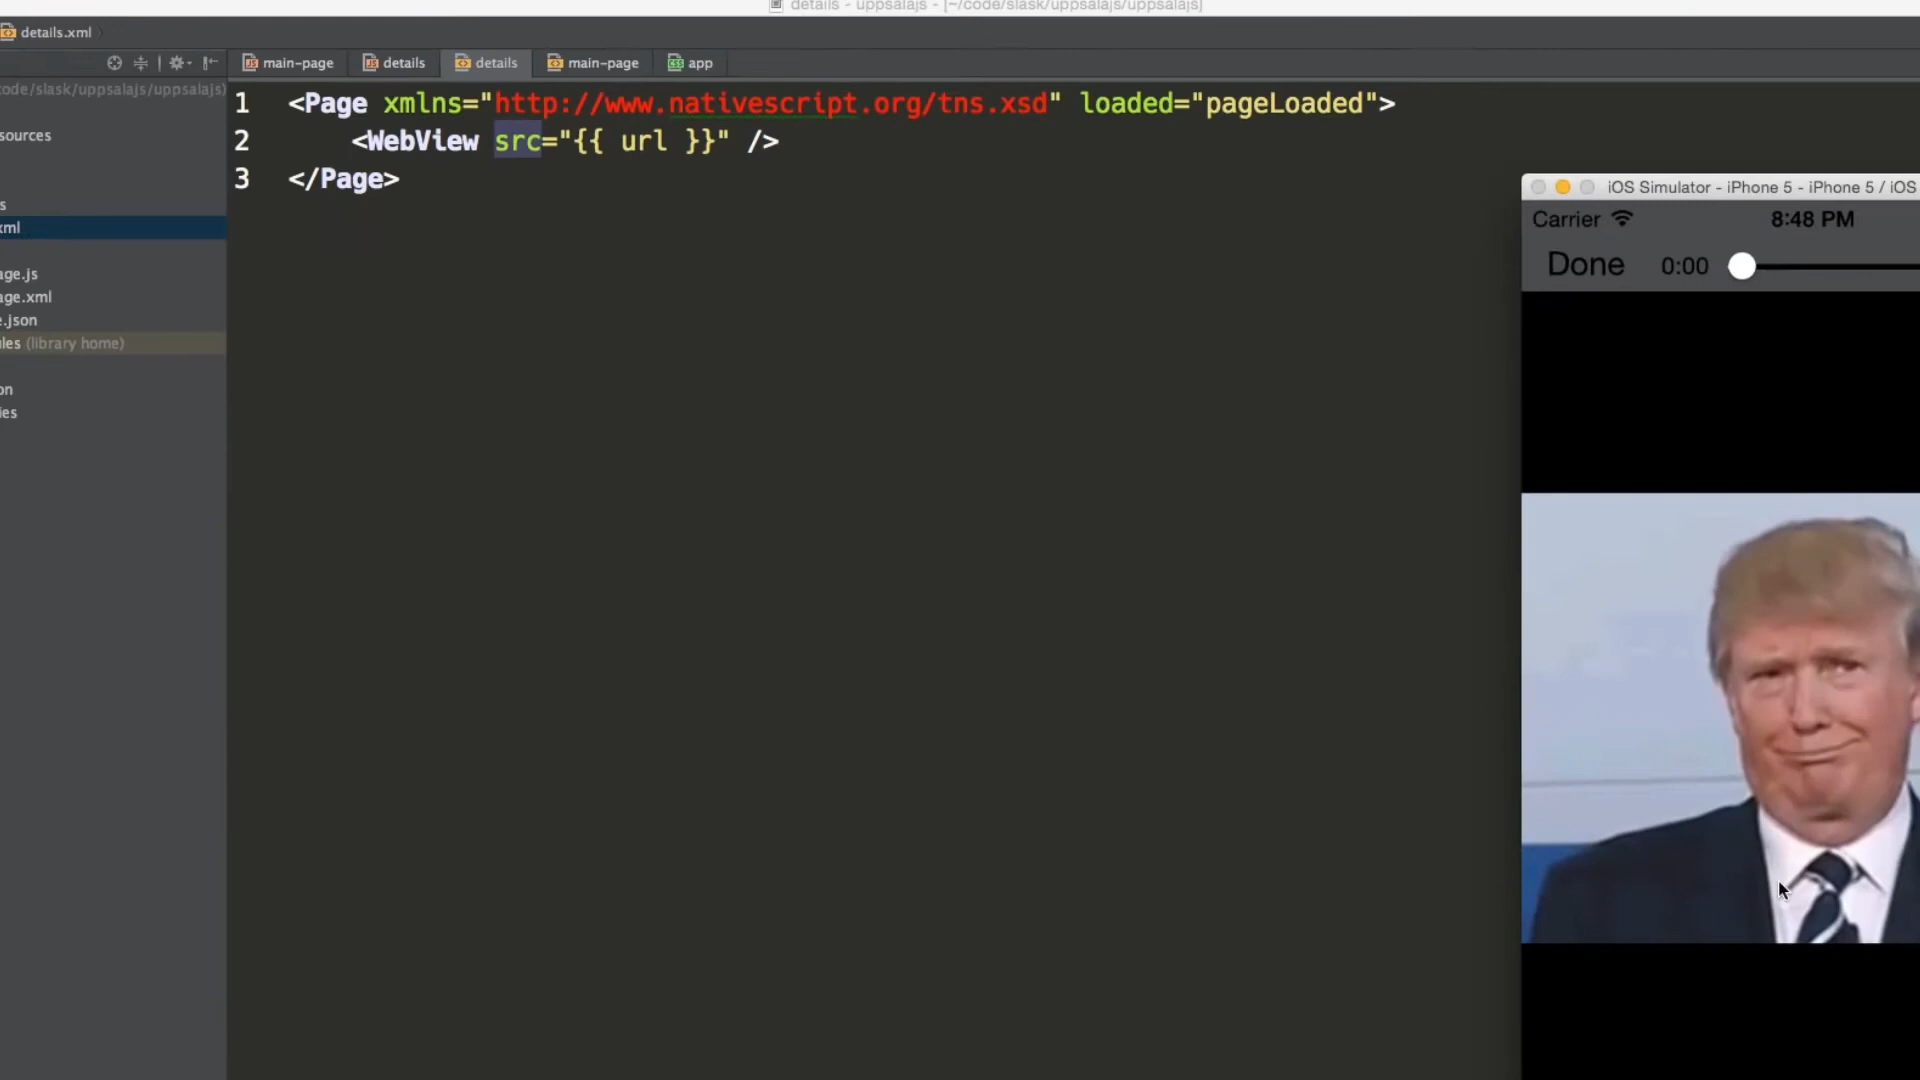 details - uppsalajs - [~/code/slask/uppsalajs/uppsalajs]
details.xml
main-page details details main-page app
code/slask/uppsalajs/uppsalajs)
sources
s
xml
age.js
age.xml
e.json
ules (library home)
on
ies
1 <Page xmlns="http://www.nativescript.org/tns.xsd" loaded="pageLoaded">
2 <WebView src="{{ url }}" />
3 </Page>
iOS Simulator - iPhone 5 - iPhone 5 / iOS
Carrier 8:48 PM
Done 0:00